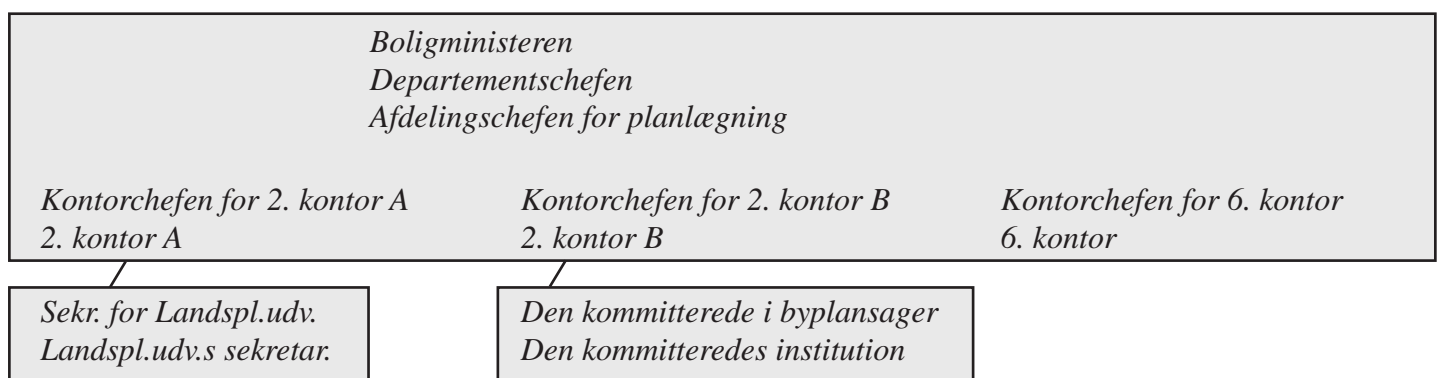 Boligministeren
Departementschefen
Afdelingschefen for planlægning
Kontorchefen for 2. kontor A
2. kontor A
Kontorchefen for 2. kontor B
2. kontor B
Kontorchefen for 6. kontor
6. kontor
Sekr. for Landspl.udv.
Landspl.udv.s sekretar.
Den kommitterede i byplansager
Den kommitteredes institution